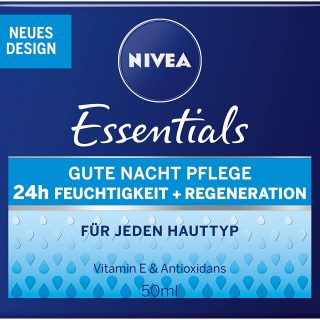 NEUES
DESIGN
NIVEA
Essentials
GUTE NACHT PFLEGE
24h FEUCHTIGKEIT + REGENERATION
FÜR JEDEN HAUTTYP
Vitamin E & Antioxidans
50ml